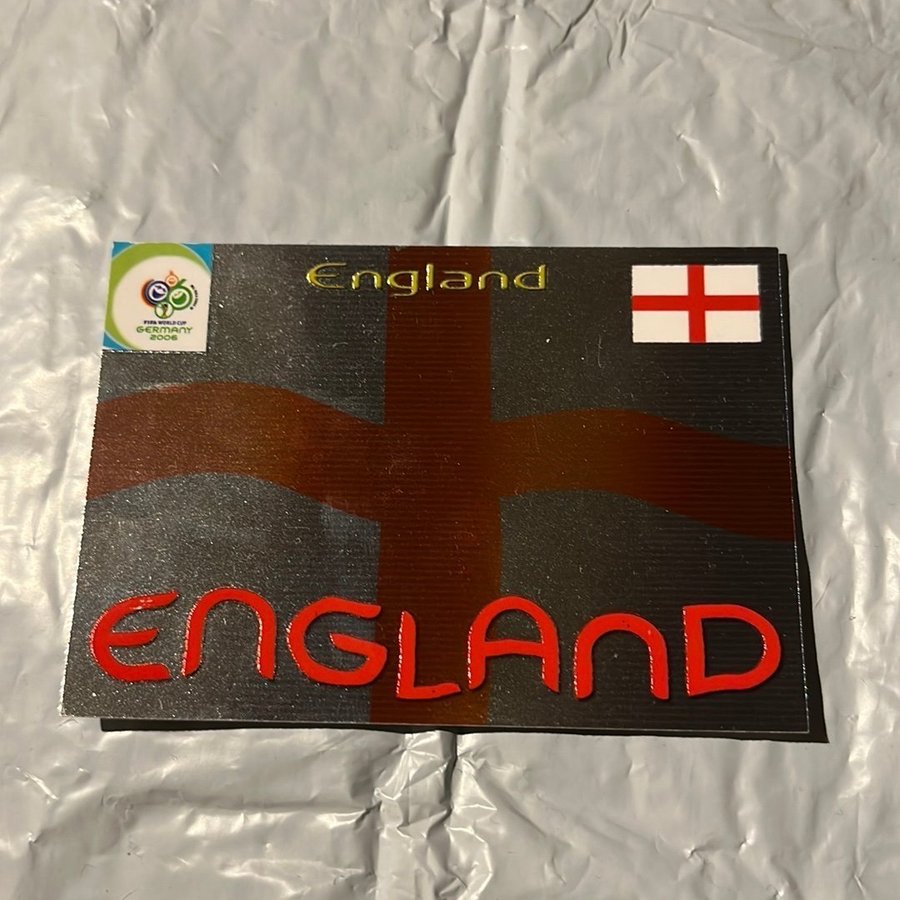 England
FIFA WORLD CUP
GERMANY
2006
ENGLAND